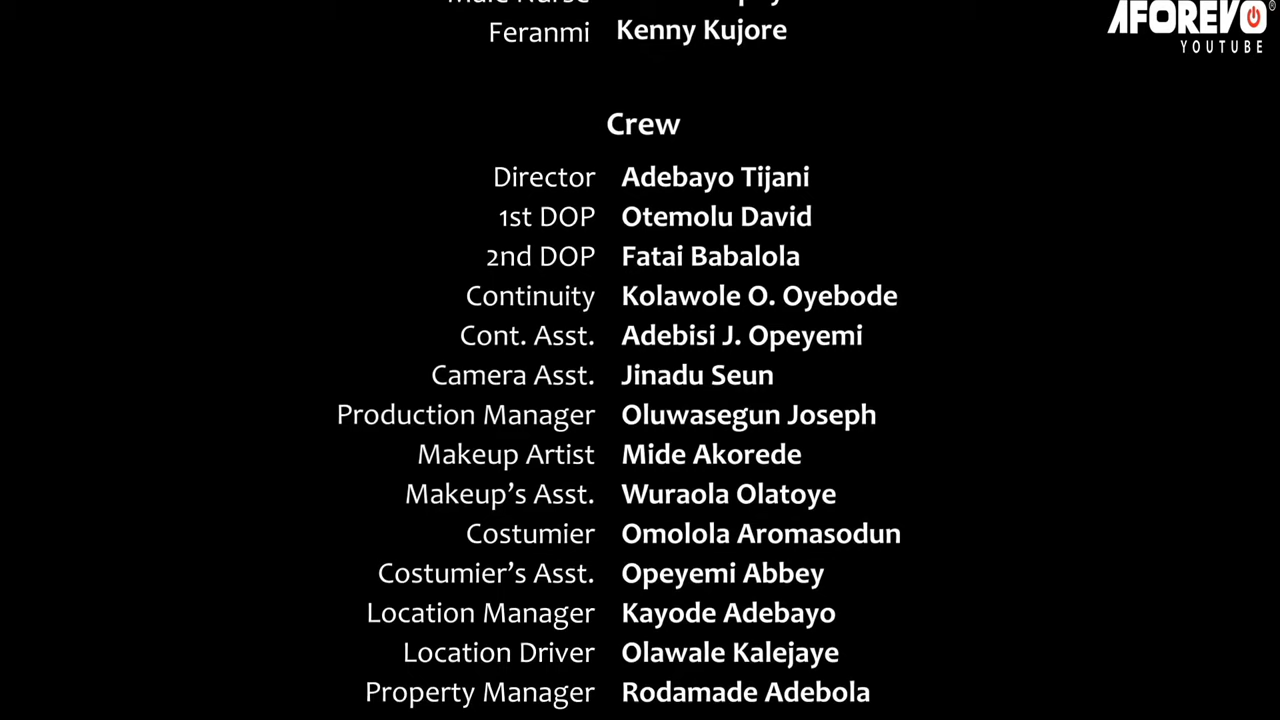 Male Nurse
Feranmi Kenny Kujore
AFOREVO®
YOUTUBE
Crew
Director Adebayo Tijani
1st DOP Otemolu David
2nd DOP Fatai Babalola
Continuity Kolawole O. Oyebode
Cont. Asst. Adebisi J. Opeyemi
Camera Asst. Jinadu Seun
Production Manager Oluwasegun Joseph
Makeup Artist Mide Akorede
Makeup’s Asst. Wuraola Olatoye
Costumier Omolola Aromasodun
Costumier’s Asst. Opeyemi Abbey
Location Manager Kayode Adebayo
Location Driver Olawale Kalejaye
Property Manager Rodamade Adebola